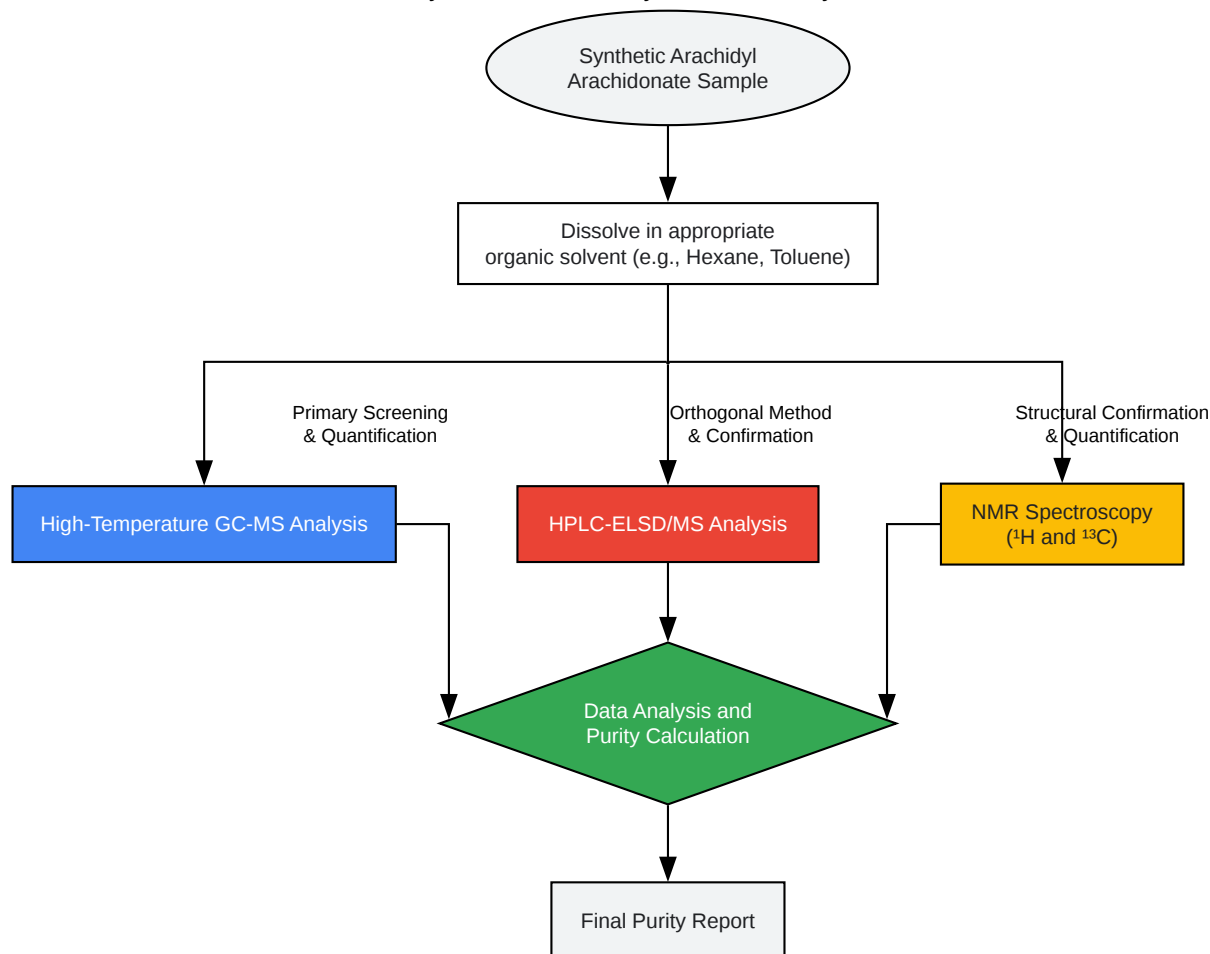 Synthetic Arachidyl
Arachidonate Sample
Dissolve in appropriate
organic solvent (e.g., Hexane, Toluene)
Primary Screening
& Quantification
Orthogonal Method
& Confirmation
Structural Confirmation
& Quantification
High-Temperature GC-MS Analysis
HPLC-ELSD/MS Analysis
NMR Spectroscopy
(¹H and ¹³C)
Data Analysis and
Purity Calculation
Final Purity Report